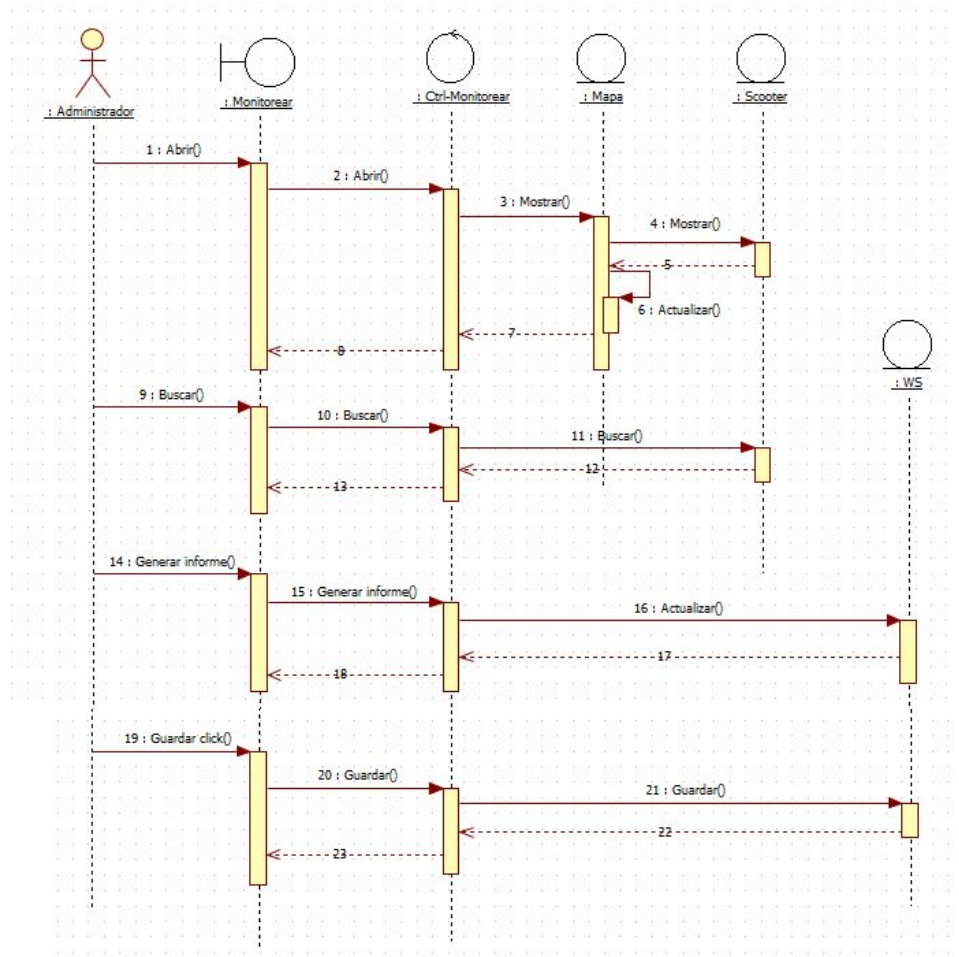 : Administrador
: Monitorear
: Ctrl-Monitorear
: Mapa
: Scooter
1 : Abrir()
2 : Abrir()
3 : Mostrar()
4 : Mostrar()
5
6 : Actualizar()
7
8
: WS
9 : Buscar()
10 : Buscar()
11 : Buscar()
12
13
14 : Generar informe()
15 : Generar informe()
16 : Actualizar()
17
18
19 : Guardar click()
20 : Guardar()
21 : Guardar()
22
23